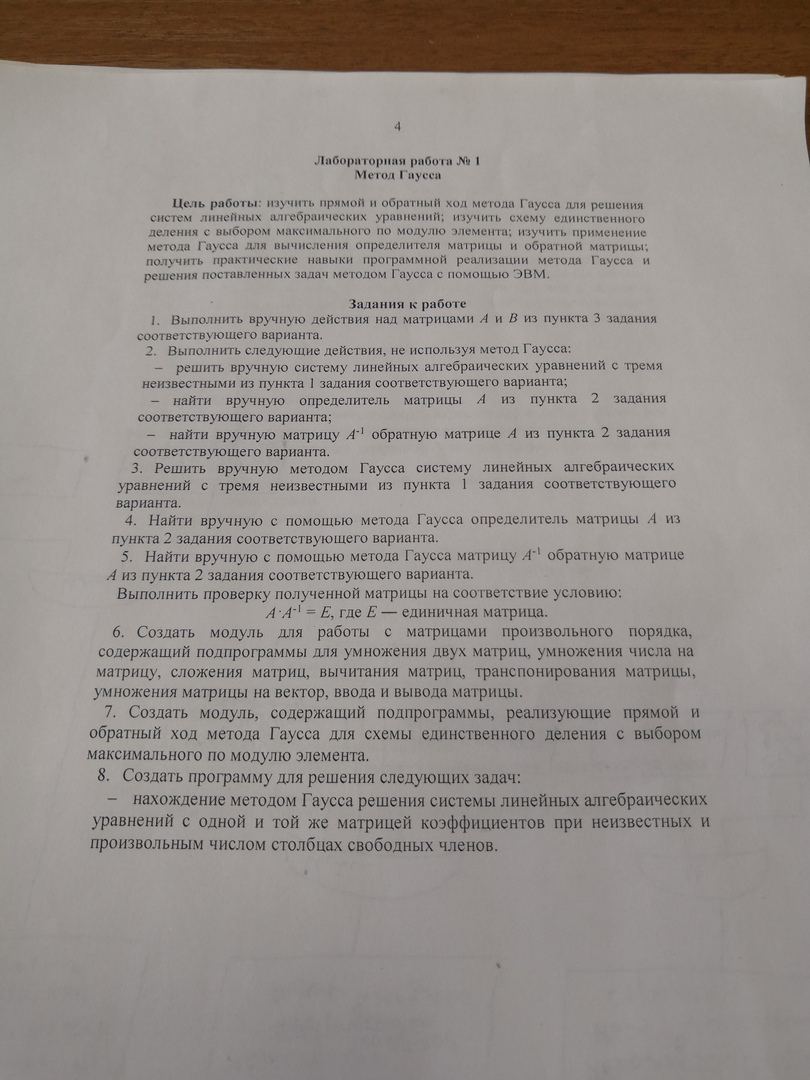 4
Лабораторная работа № 1
Метод Гаусса
Цель работы: изучить прямой и обратный ход метода Гаусса для решения
систем линейных алгебраических уравнений; изучить схему единственного
деления с выбором максимального по модулю элемента; изучить применение
метода Гаусса для вычисления определителя матрицы и обратной матрицы;
получить практические навыки программной реализации метода Гаусса и
решения поставленных задач методом Гаусса с помощью ЭВМ.
Задания к работе
1. Выполнить вручную действия над матрицами A и B из пункта 3 задания
соответствующего варианта.
2. Выполнить следующие действия, не используя метод Гаусса:
– решить вручную систему линейных алгебраических уравнений с тремя
неизвестными из пункта 1 задания соответствующего варианта;
– найти вручную определитель матрицы A из пункта 2 задания
соответствующего варианта;
– найти вручную матрицу A⁻¹ обратную матрице A из пункта 2 задания
соответствующего варианта.
3. Решить вручную методом Гаусса систему линейных алгебраических
уравнений с тремя неизвестными из пункта 1 задания соответствующего
варианта.
4. Найти вручную с помощью метода Гаусса определитель матрицы A из
пункта 2 задания соответствующего варианта.
5. Найти вручную с помощью метода Гаусса матрицу A⁻¹ обратную матрице
A из пункта 2 задания соответствующего варианта.
Выполнить проверку полученной матрицы на соответствие условию:
A·A⁻¹ = E, где E — единичная матрица.
6. Создать модуль для работы с матрицами произвольного порядка,
содержащий подпрограммы для умножения двух матриц, умножения числа на
матрицу, сложения матриц, вычитания матриц, транспонирования матрицы,
умножения матрицы на вектор, ввода и вывода матрицы.
7. Создать модуль, содержащий подпрограммы, реализующие прямой и
обратный ход метода Гаусса для схемы единственного деления с выбором
максимального по модулю элемента.
8. Создать программу для решения следующих задач:
– нахождение методом Гаусса решения системы линейных алгебраических
уравнений с одной и той же матрицей коэффициентов при неизвестных и
произвольным числом столбцах свободных членов.